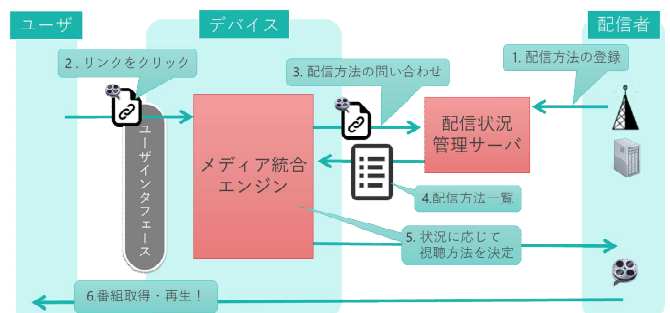 ユーザ
デバイス
配信者
2．リンクをクリック
3. 配信方法の問い合わせ
1. 配信方法の登録
ユーザインタフェース
メディア統合
エンジン
配信状況
管理サーバ
4.配信方法一覧
5. 状況に応じて
視聴方法を決定
6.番組取得・再生！